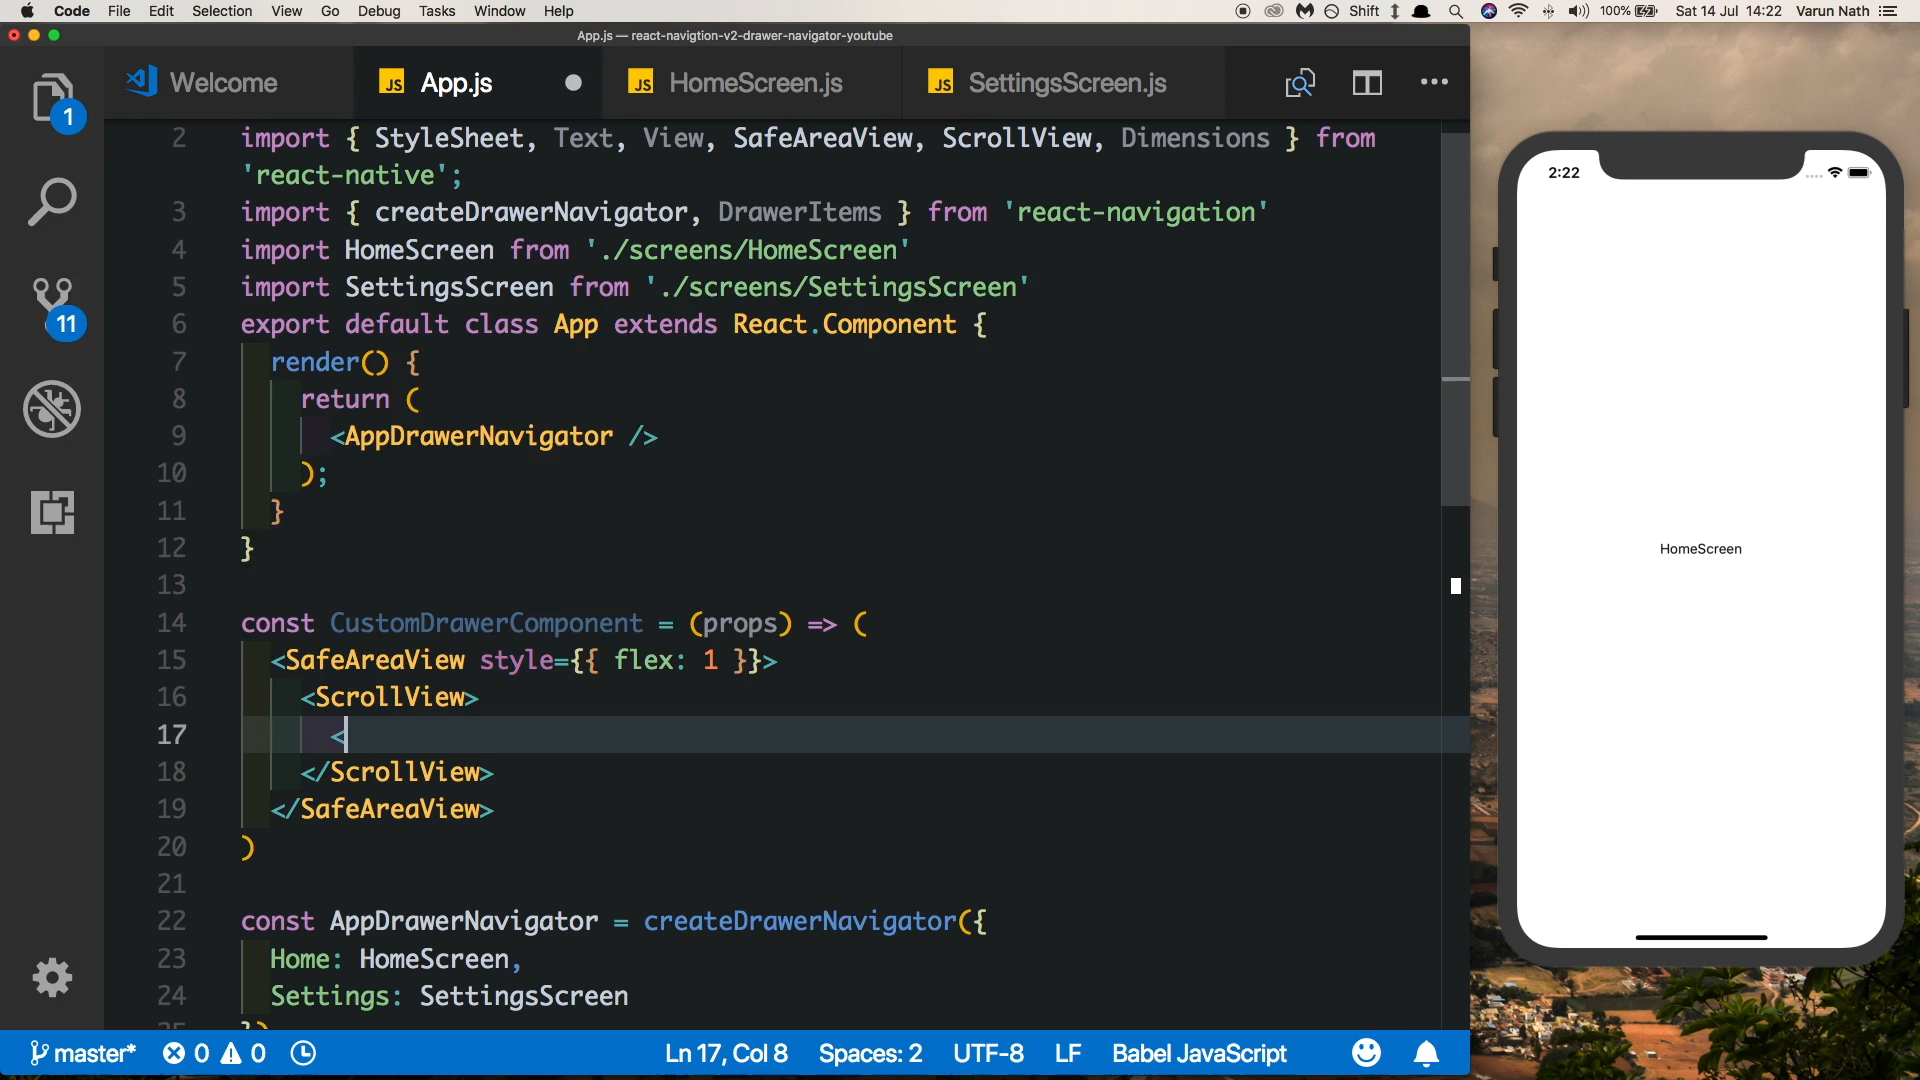 Code File Edit Selection View Go Debug Tasks Window Help Shift 100% Sat 14 Jul 14:22 Varun Nath
App.js — react-navigtion-v2-drawer-navigator-youtube
Welcome App.js HomeScreen.js SettingsScreen.js
1
11
2 import { StyleSheet, Text, View, SafeAreaView, ScrollView, Dimensions } from
'react-native';
3 import { createDrawerNavigator, DrawerItems } from 'react-navigation'
4 import HomeScreen from './screens/HomeScreen'
5 import SettingsScreen from './screens/SettingsScreen'
6 export default class App extends React.Component {
7 render() {
8 return (
9 <AppDrawerNavigator />
10 );
11 }
12 }
13
14 const CustomDrawerComponent = (props) => (
15 <SafeAreaView style={{ flex: 1 }}>
16 <ScrollView>
17 <
18 </ScrollView>
19 </SafeAreaView>
20 )
21
22 const AppDrawerNavigator = createDrawerNavigator({
23 Home: HomeScreen,
24 Settings: SettingsScreen
25 })
master* 0 0 Ln 17, Col 8 Spaces: 2 UTF-8 LF Babel JavaScript
2:22
HomeScreen